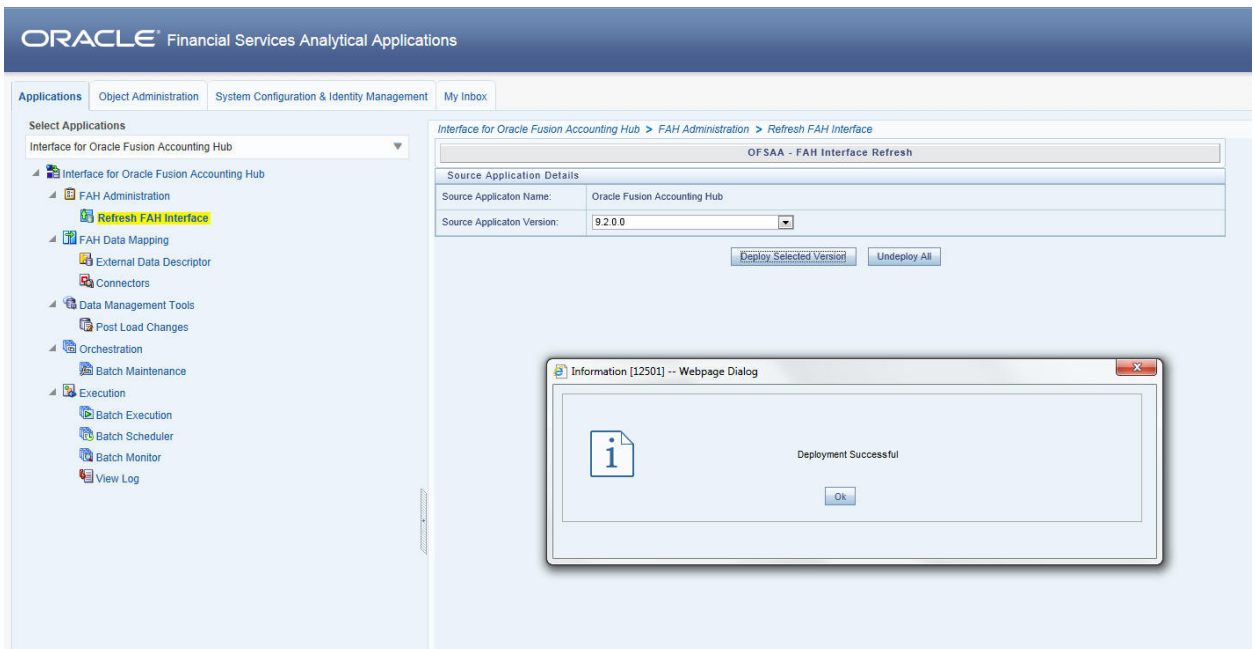 ORACLE® Financial Services Analytical Applications
Applications Object Administration System Configuration & Identity Management My Inbox
Select Applications
Interface for Oracle Fusion Accounting Hub
Interface for Oracle Fusion Accounting Hub
FAH Administration
Refresh FAH Interface
FAH Data Mapping
External Data Descriptor
Connectors
Data Management Tools
Post Load Changes
Orchestration
Batch Maintenance
Execution
Batch Execution
Batch Scheduler
Batch Monitor
View Log
Interface for Oracle Fusion Accounting Hub > FAH Administration > Refresh FAH Interface
OFSAA - FAH Interface Refresh
Source Application Details
Source Applicaton Name: Oracle Fusion Accounting Hub
Source Applicaton Version: 9.2.0.0
Deploy Selected Version Undeploy All
Information [12501] -- Webpage Dialog
Deployment Successful
Ok